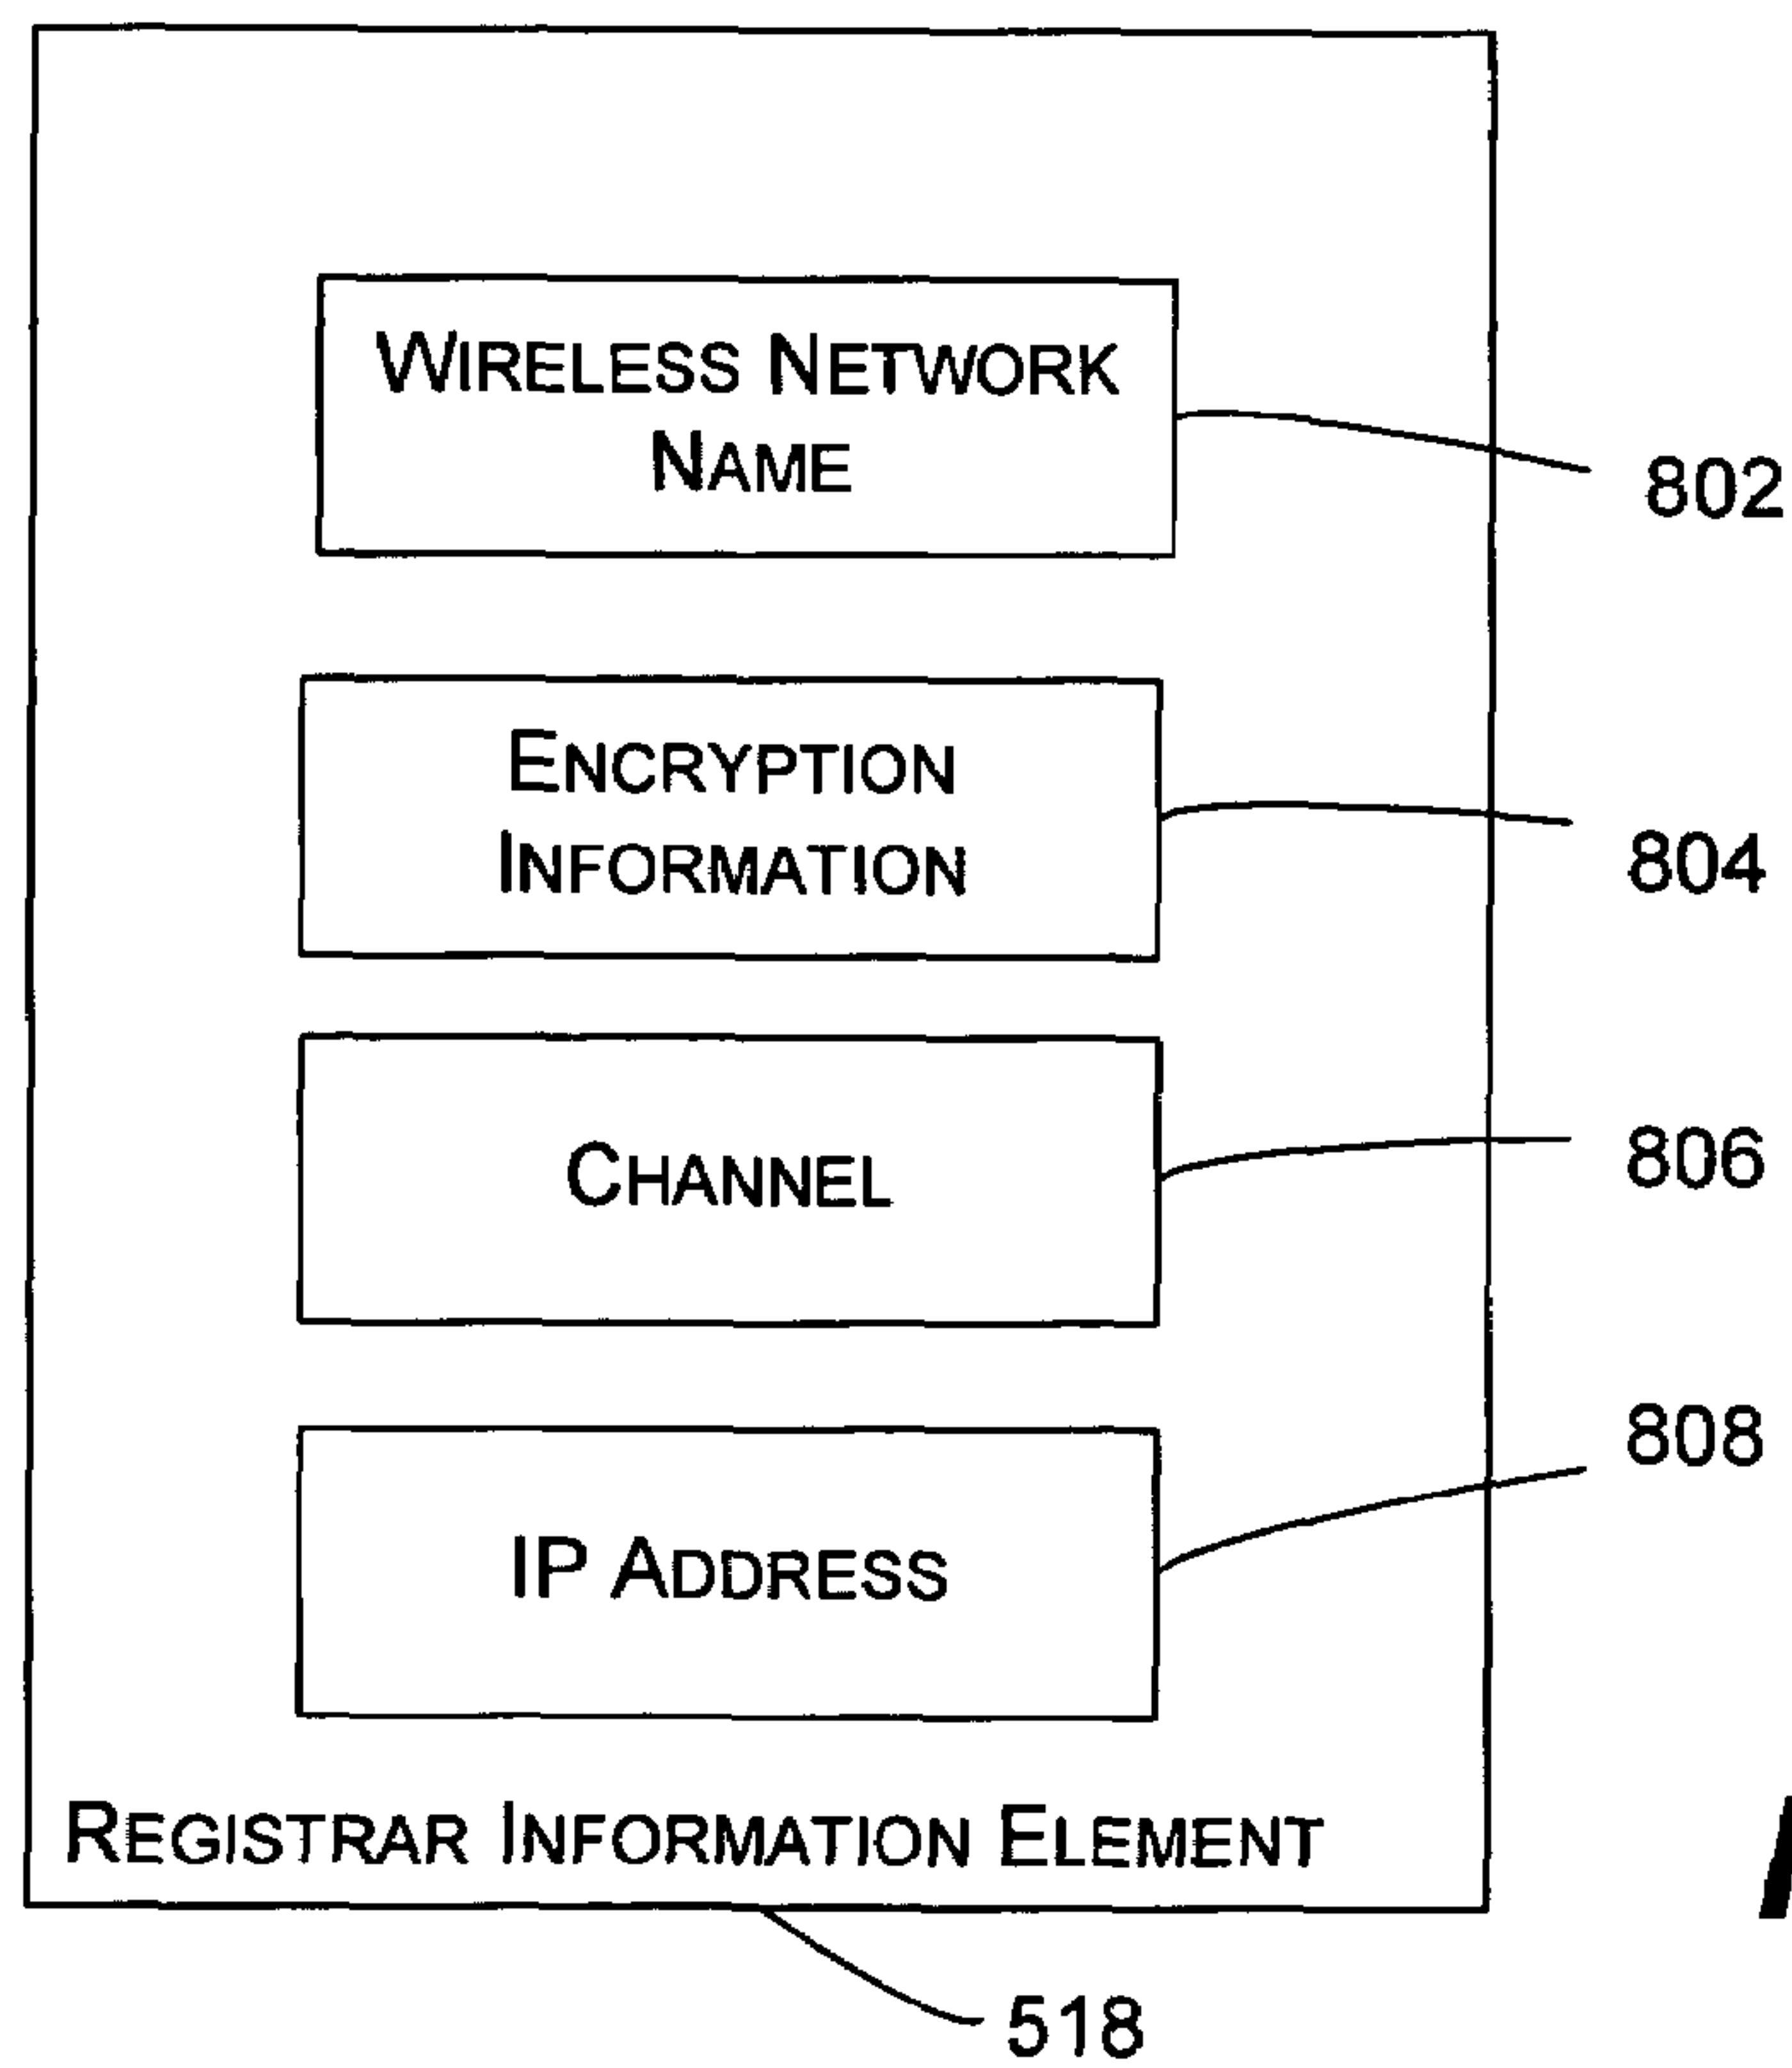 WIRELESS NETWORK
NAME
802
ENCRYPTION
INFORMATION
804
CHANNEL
806
808
IP ADDRESS
REGISTRAR INFORMATION ELEMENT
518